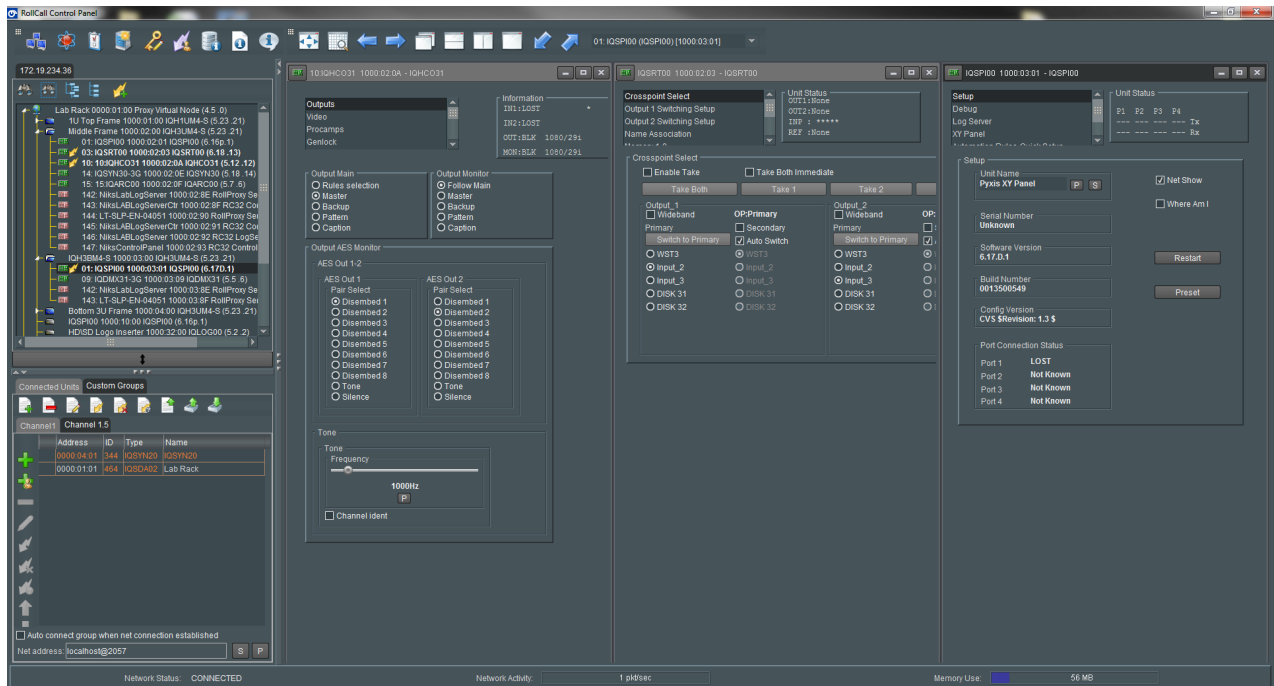 RollCall Control Panel
01: IQSPI00 (IQSPI00) [1000:03:01]
172.19.234.36
Lab Rack 0000:01:00 Proxy Virtual Node (4.5 .0)
1U Top Frame 1000:01:00 IQH1UM4-S (5.23 .21)
Middle Frame 1000:02:00 IQH3UM4-S (5.23 .21)
01: IQSPI00 1000:02:01 IQSPI00 (6.16p.1)
03: IQSRT00 1000:02:03 IQSRT00 (6.18 .13)
10: 10:IQHCO31 1000:02:0A IQHCO31 (5.12 .12)
14: IQSYN30-3G 1000:02:0E IQSYN30 (5.18 .14)
15: 15:IQARC00 1000:02:0F IQARC00 (5.7 .6)
142: NiksLabLogServer 1000:02:8E RollProxy Se
143: NiksLABLogServerCtr 1000:02:8F RC32 Co
144: LT-SLP-EN-04051 1000:02:90 RollProxy Se
145: NiksLABLogServerCtr 1000:02:91 RC32 Con
146: NiksLABLogServer 1000:02:92 RC32 LogSe
147: NiksControlPanel 1000:02:93 RC32 Control
IQH3BM4-S 1000:03:00 IQH3UM4-S (5.23 .21)
01: IQSPI00 1000:03:01 IQSPI00 (6.17D.1)
09: IQDMX31-3G 1000:03:09 IQDMX31 (5.5 .6)
142: NiksLabLogServer 1000:03:8E RollProxy Se
143: LT-SLP-EN-04051 1000:03:8F RollProxy Se
Bottom 3U Frame 1000:04:00 IQH3UM4-S (5.23 .21)
IQSPI00 1000:10:00 IQSPI00 (6.16p.1)
HD\SD Logo Inserter 1000:32:00 IQLOG00 (5.2 .2)
Connected Units Custom Groups
Channel1 Channel 1.5
Address ID Type Name
0000:04:01 344 IQSYN20 IQSYN20
0000:01:01 464 IQSDA02 Lab Rack
Auto connect group when net connection established
Net address: localhost@2057 S P
10:IQHCO31 1000:02:0A - IQHCO31
Outputs
Video
Procamps
Genlock
Information
IN1:LOST *
IN2:LOST
OUT:BLK 1080/29i
MON:BLK 1080/29i
Output Main
Rules selection
Master
Backup
Pattern
Caption
Output Monitor
Follow Main
Master
Backup
Pattern
Caption
Output AES Monitor
AES Out 1-2
AES Out 1
Pair Select
Disembed 1
Disembed 2
Disembed 3
Disembed 4
Disembed 5
Disembed 6
Disembed 7
Disembed 8
Tone
Silence
AES Out 2
Pair Select
Disembed 1
Disembed 2
Disembed 3
Disembed 4
Disembed 5
Disembed 6
Disembed 7
Disembed 8
Tone
Silence
Tone
Tone
Frequency
1000Hz
P
Channel ident
IQSRT00 1000:02:03 - IQSRT00
Crosspoint Select
Output 1 Switching Setup
Output 2 Switching Setup
Name Association
Unit Status
OUT1:None
OUT2:None
INP : *****
REF :None
Crosspoint Select
Enable Take Take Both Immediate
Take Both Take 1 Take 2
Output_1
Wideband OP:Primary
Primary Secondary
Switch to Primary Auto Switch
WST3 WST3
Input_2 Input_2
Input_3 Input_3
DISK 31 DISK 31
DISK 32 DISK 32
Output_2
Wideband OP:
Primary
Switch to Primary
WST3
Input_2
Input_3
DISK 31
DISK 32
IQSPI00 1000:03:01 - IQSPI00
Setup
Debug
Log Server
XY Panel
Unit Status
P1 P2 P3 P4
--- --- --- --- Tx
--- --- --- --- Rx
Setup
Unit Name
Pyxis XY Panel P S
Net Show
Where Am I
Serial Number
Unknown
Software Version
6.17.D.1
Restart
Build Number
0013500549
Preset
Config Version
CVS $Revision: 1.3 $
Port Connection Status
Port 1 LOST
Port 2 Not Known
Port 3 Not Known
Port 4 Not Known
Network Status: CONNECTED
Network Activity: 1 pkt/sec
Memory Use: 56 MB